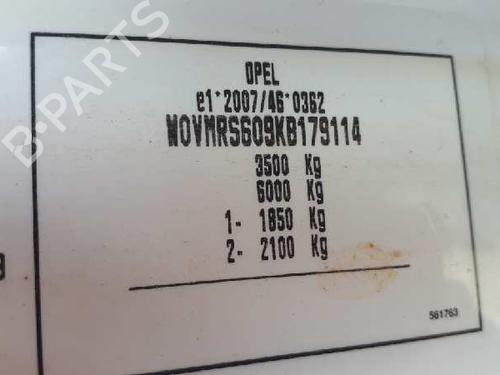 B-PARTS
OPEL
e1*2007/46*0362
W0VMRS609KB179114
3500 Kg
6000 Kg
1- 1850 Kg
2- 2100 Kg
561763